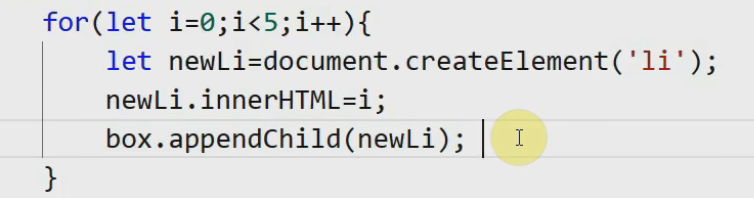 for(let i=0;i<5;i++){
    let newLi=document.createElement('li');
    newLi.innerHTML=i;
    box.appendChild(newLi);
}